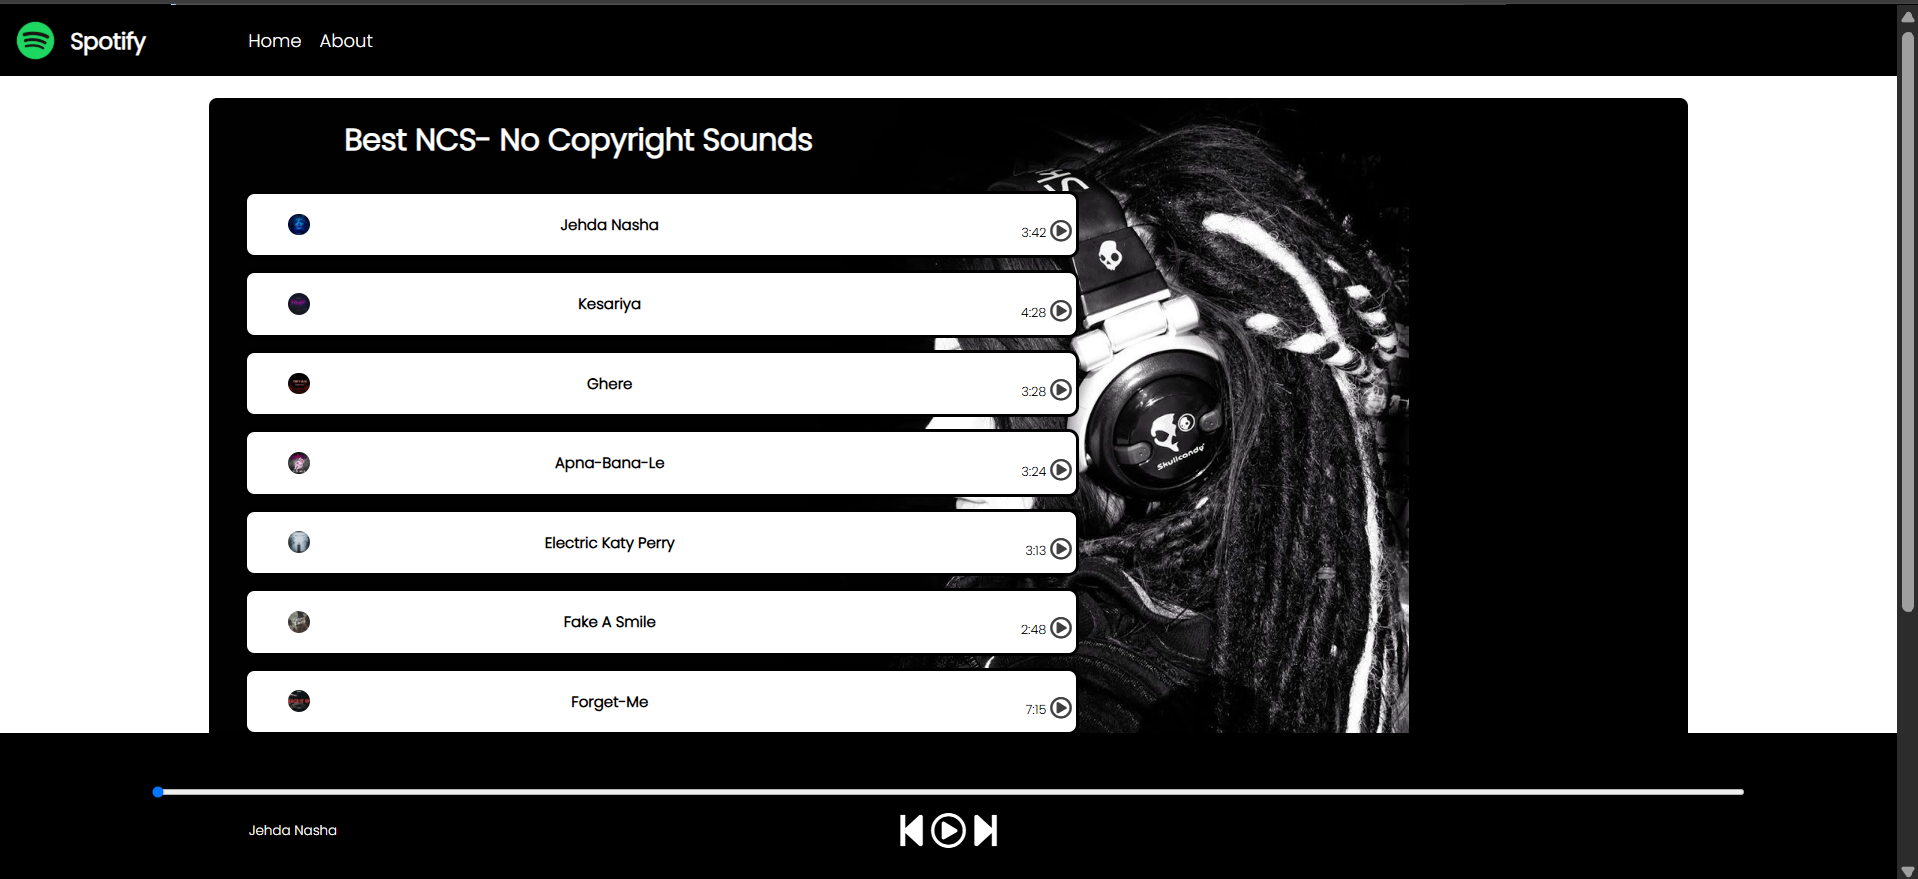 Spotify
Home About
Best NCS- No Copyright Sounds
Jehda Nasha
3:42
Kesariya
4:28
Ghere
3:28
Apna-Bana-Le
3:24
Electric Katy Perry
3:13
Fake A Smile
2:48
Forget-Me
7:15
Skullcandy
Jehda Nasha